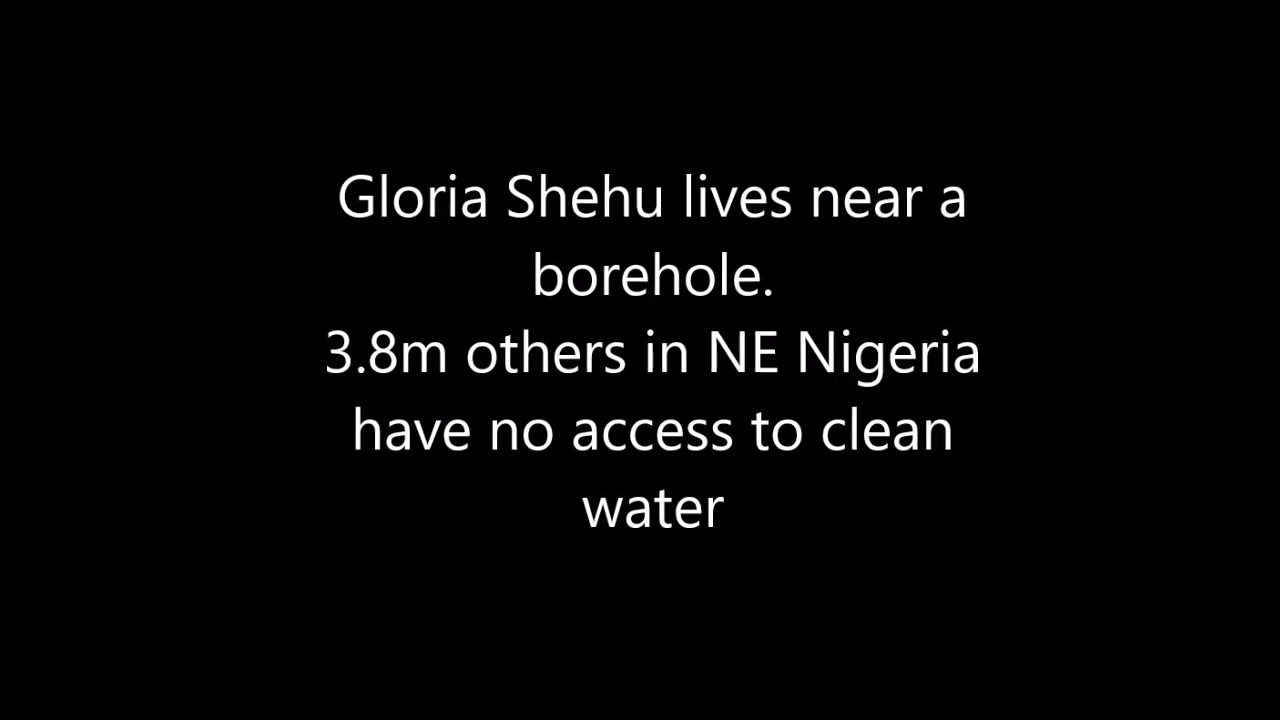 Gloria Shehu lives near a
borehole.
3.8m others in NE Nigeria
have no access to clean
water